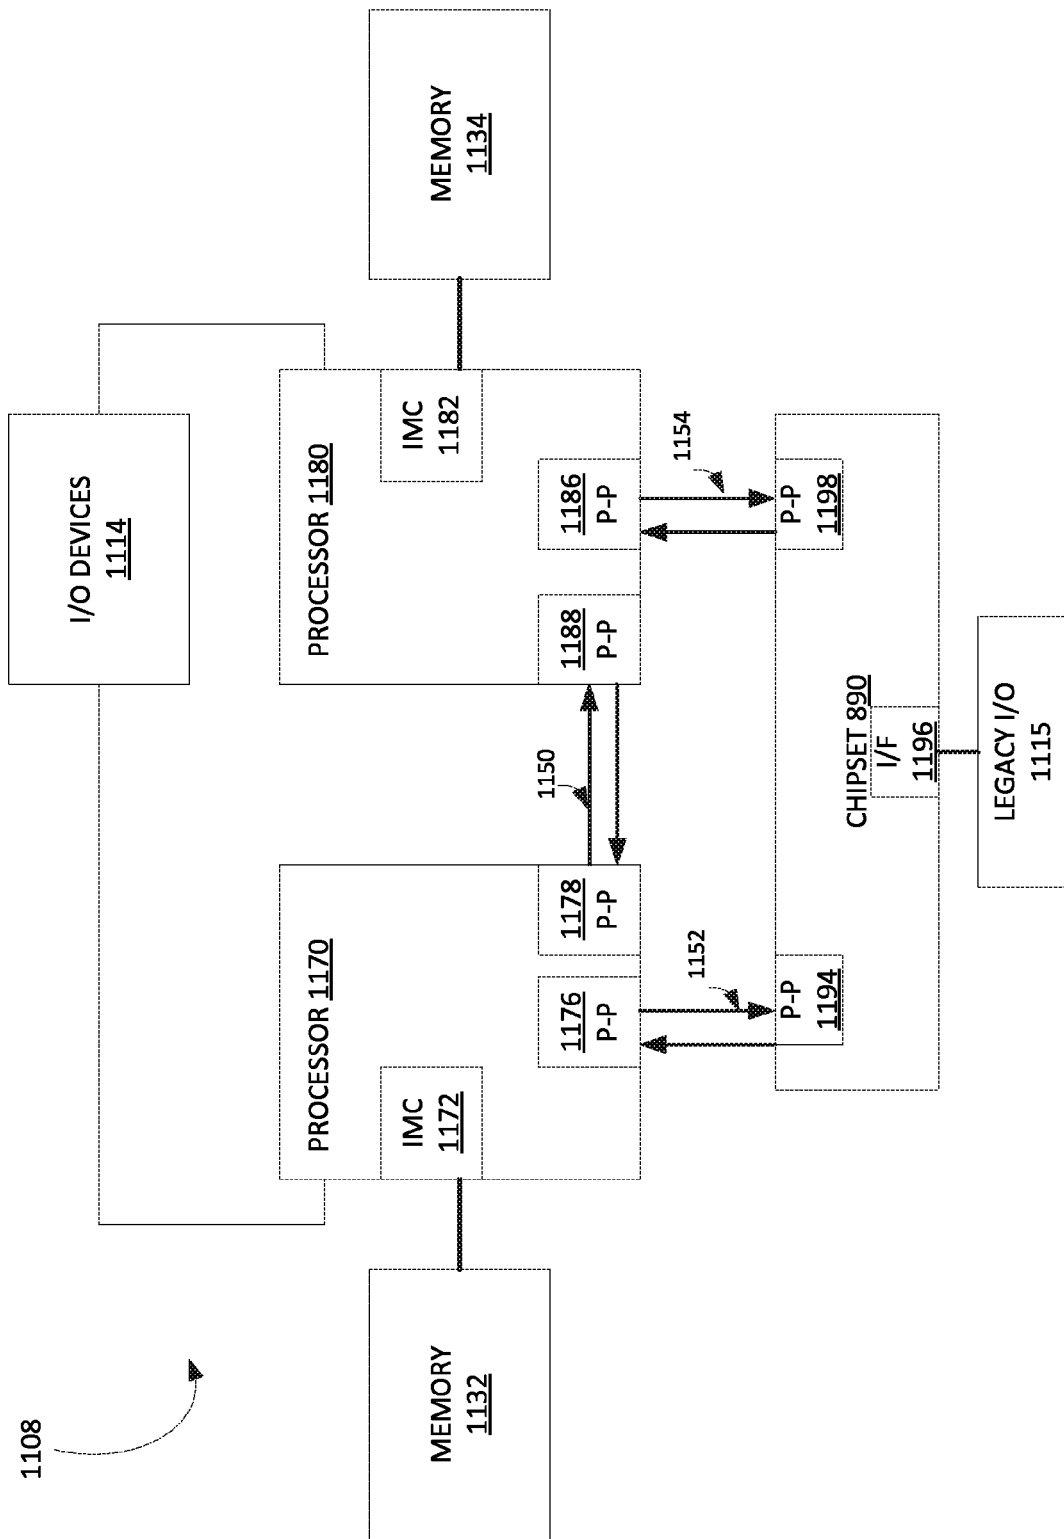 1108
I/O DEVICES
1114
MEMORY
1132
PROCESSOR 1170
IMC
1172
1176
P-P
1178
P-P
1150
PROCESSOR 1180
IMC
1182
1188
P-P
1186
P-P
MEMORY
1134
1152
1154
P-P
1194
CHIPSET 890
I/F
1196
P-P
1198
LEGACY I/O
1115